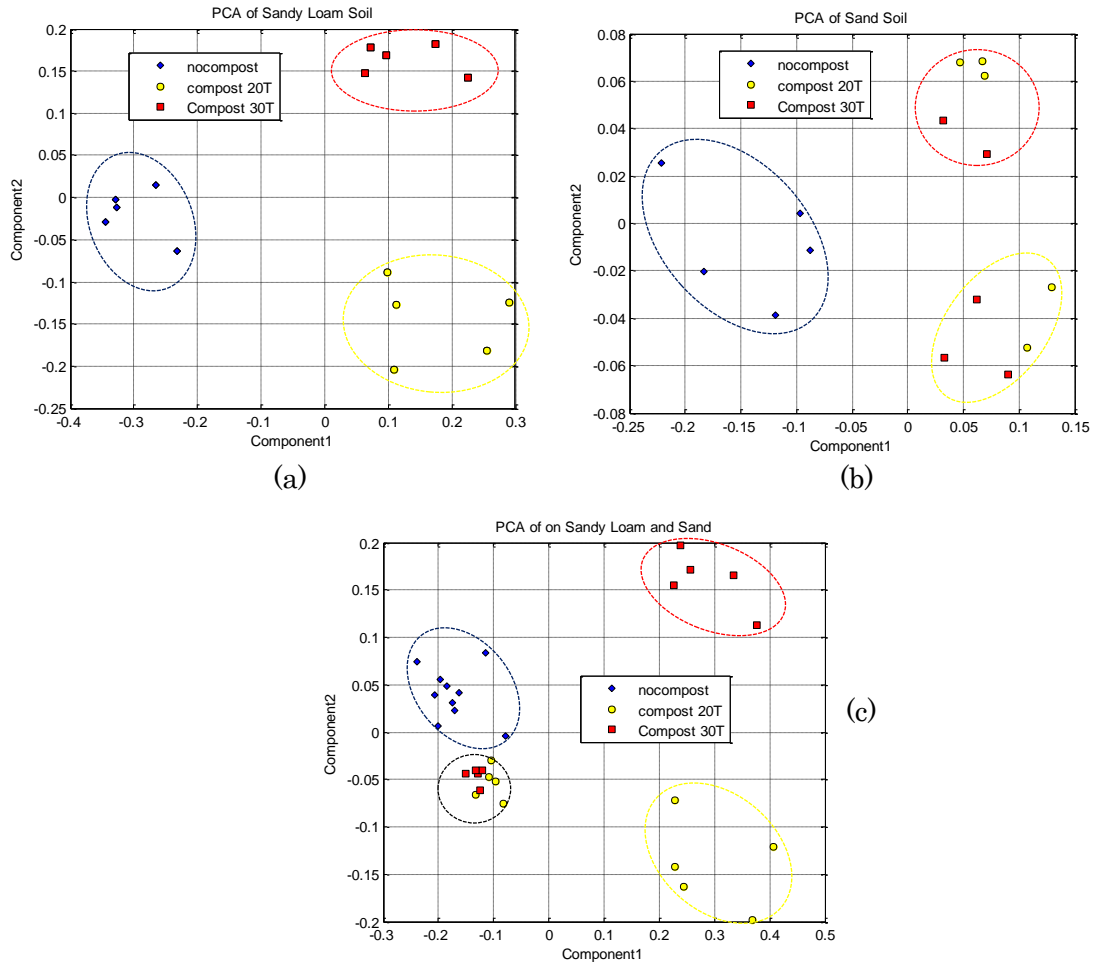 PCA of Sandy Loam Soil
nocompost
compost 20T
Compost 30T
Component2
0.2
0.15
0.1
0.05
0
-0.05
-0.1
-0.15
-0.2
-0.25
-0.4 -0.3 -0.2 -0.1 0 0.1 0.2 0.3
Component1
(a)
PCA of Sand Soil
nocompost
compost 20T
Compost 30T
Component2
0.08
0.06
0.04
0.02
0
-0.02
-0.04
-0.06
-0.08
-0.25 -0.2 -0.15 -0.1 -0.05 0 0.05 0.1 0.15
Component1
(b)
PCA of on Sandy Loam and Sand
nocompost
compost 20T
Compost 30T
Component2
0.2
0.15
0.1
0.05
0
-0.05
-0.1
-0.15
-0.2
-0.3 -0.2 -0.1 0 0.1 0.2 0.3 0.4 0.5
Component1
(c)